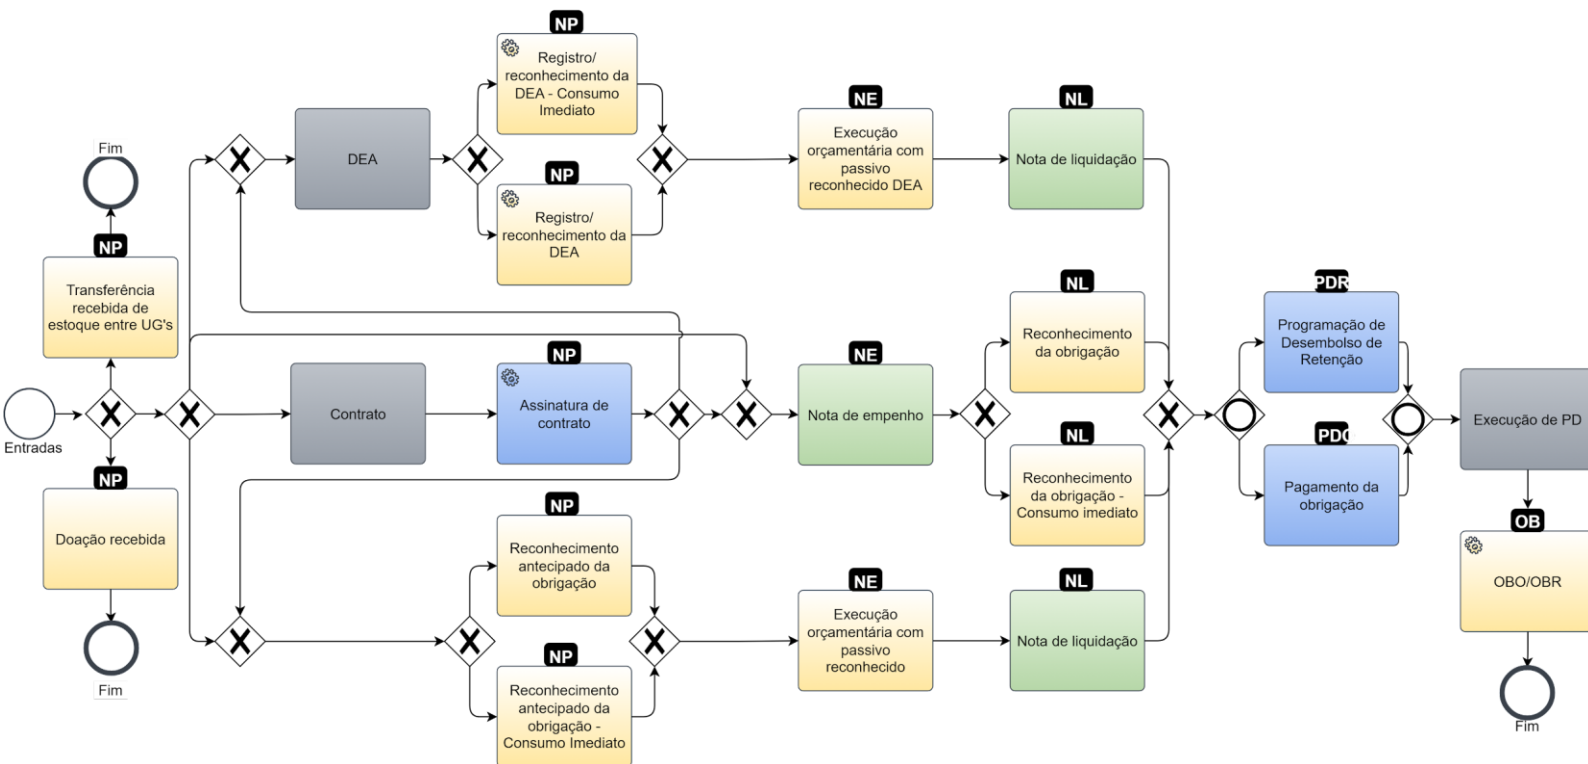 NP
Registro/
reconhecimento da
DEA - Consumo
Imediato
NP
Registro/
reconhecimento da
DEA
DEA
NE
Execução
orçamentária com
passivo
reconhecido DEA
NL
Nota de liquidação
Fim
NP
Transferência
recebida de
estoque entre UG's
Entradas
NP
Doação recebida
Fim
Contrato
NP
Assinatura de
contrato
NE
Nota de empenho
NL
Reconhecimento
da obrigação
NL
Reconhecimento
da obrigação -
Consumo imediato
PDR
Programação de
Desembolso de
Retenção
PDO
Pagamento da
obrigação
Execução de PD
OB
OBO/OBR
Fim
NP
Reconhecimento
antecipado da
obrigação
NP
Reconhecimento
antecipado da
obrigação -
Consumo Imediato
NE
Execução
orçamentária com
passivo
reconhecido
NL
Nota de liquidação